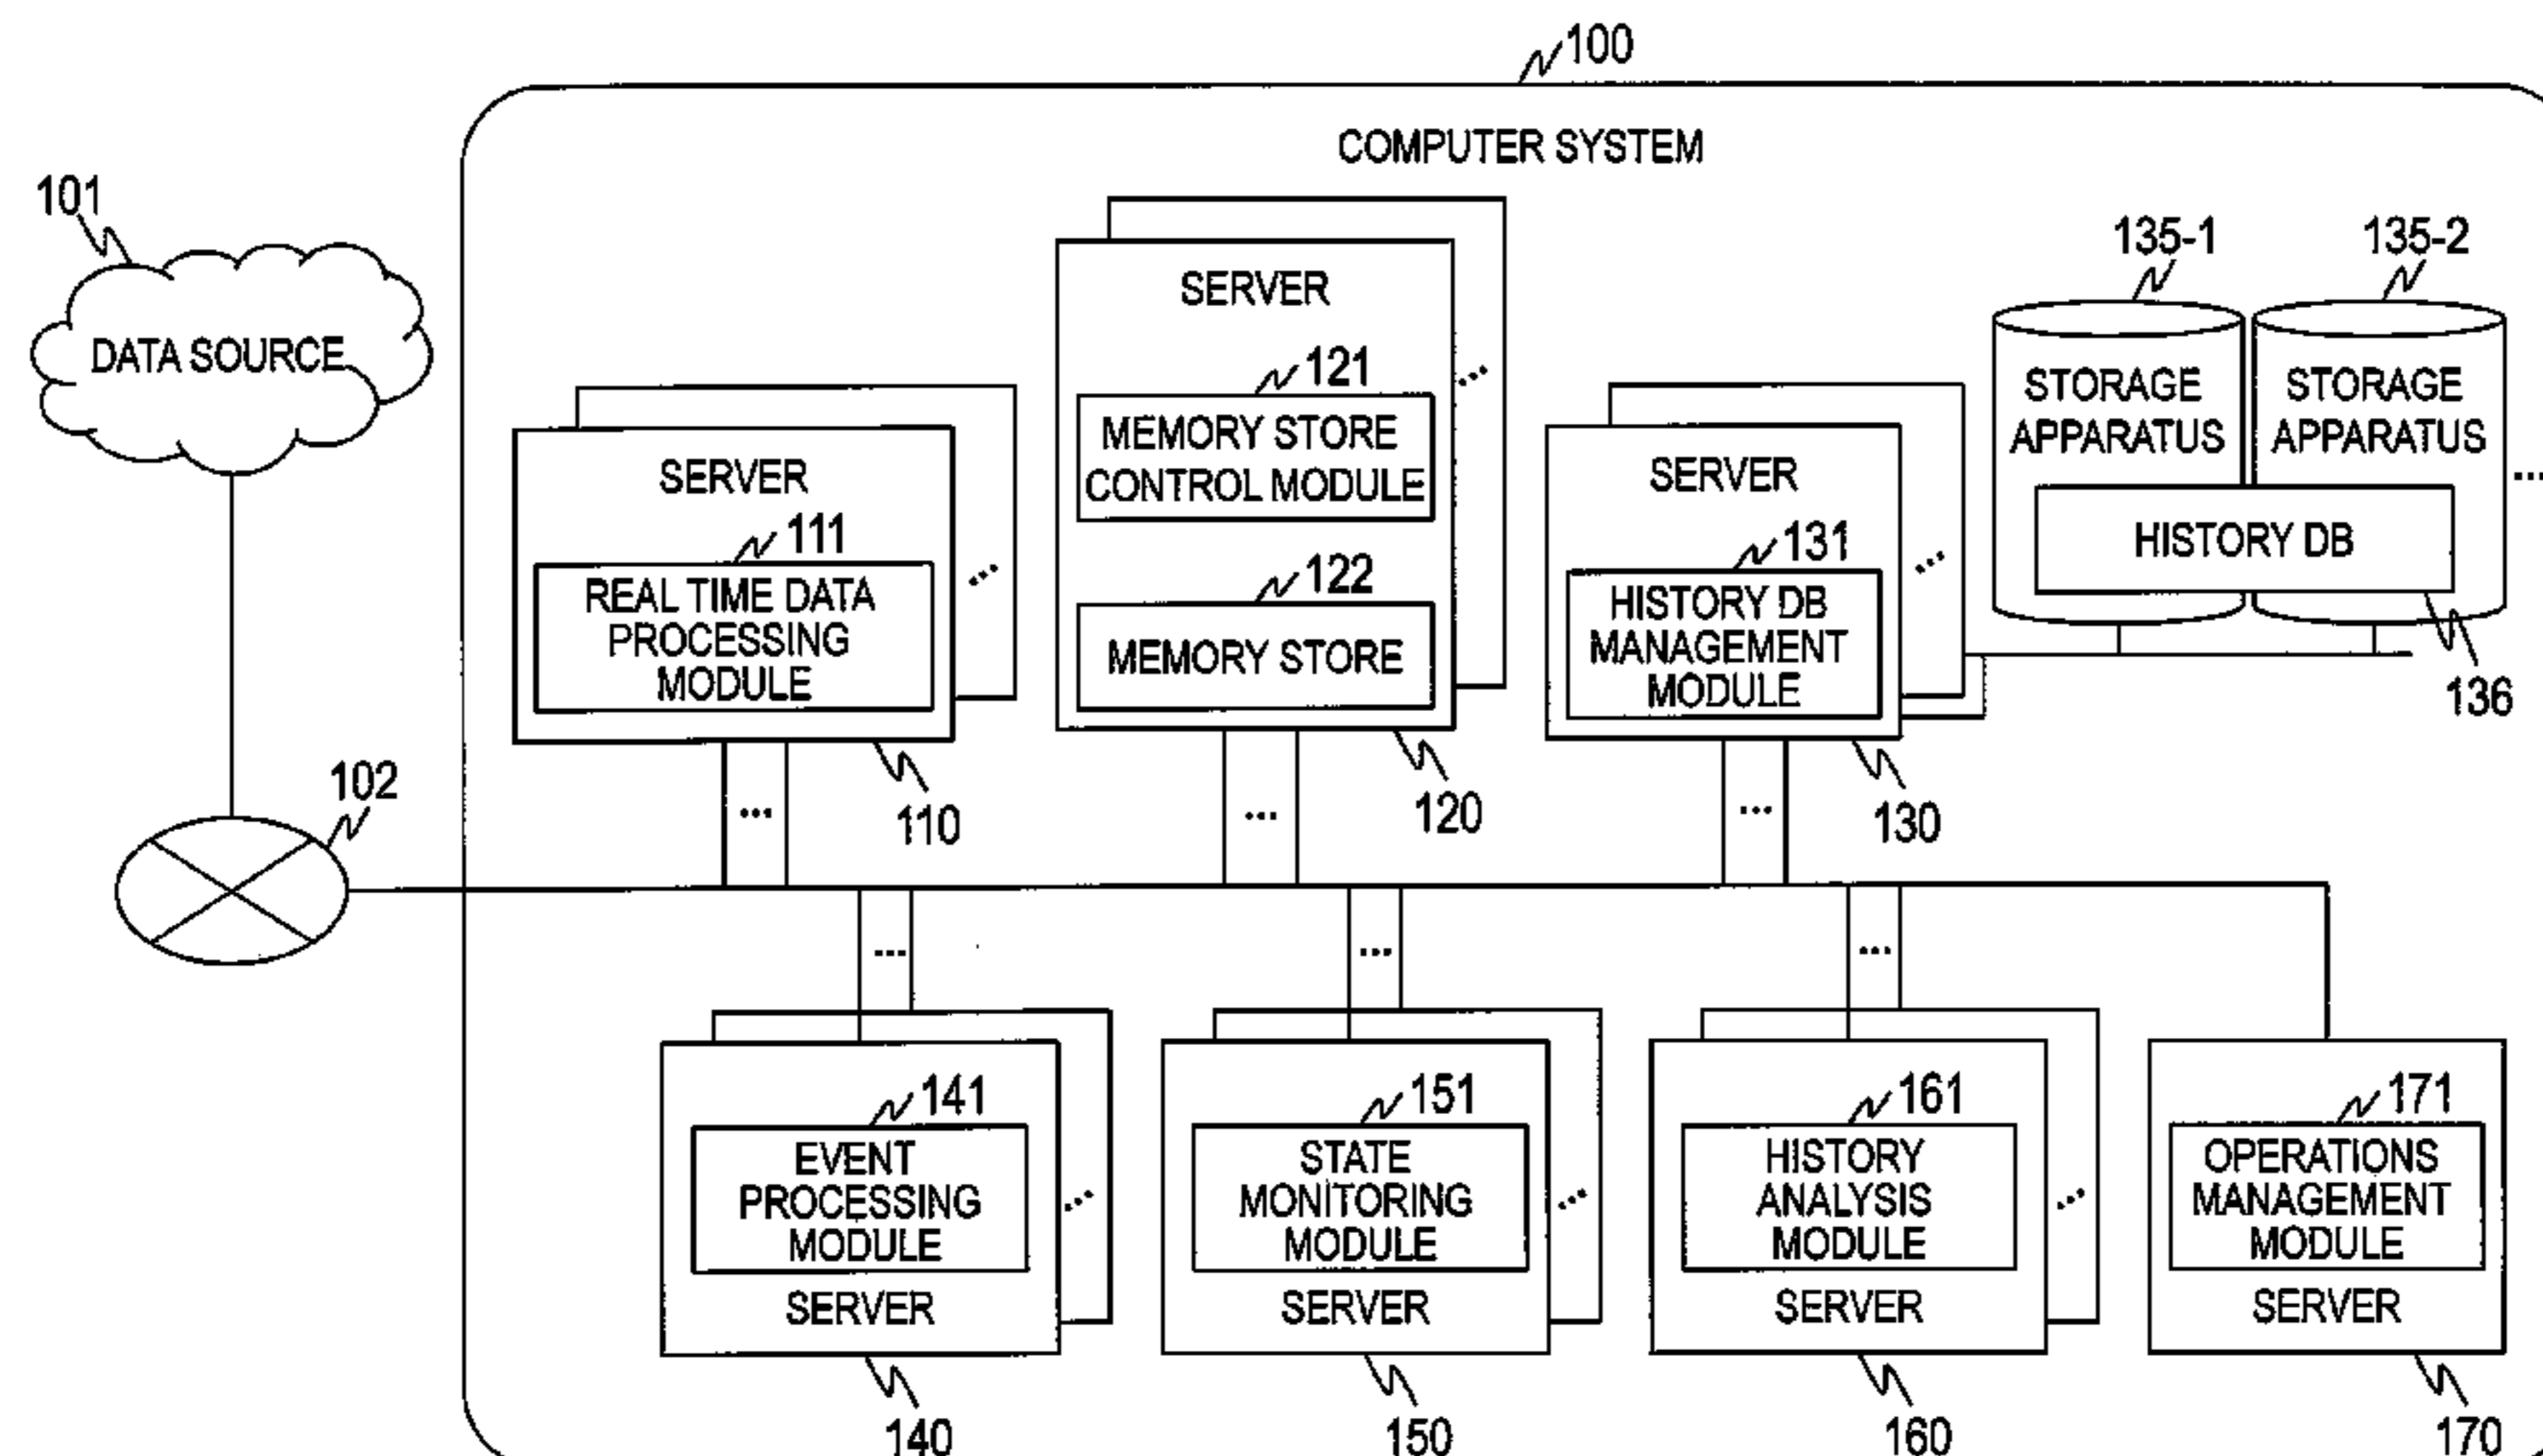 100
COMPUTER SYSTEM
101
DATA SOURCE
102
SERVER
111
REAL TIME DATA
PROCESSING
MODULE
...
110
...
SERVER
121
MEMORY STORE
CONTROL MODULE
122
MEMORY STORE
...
120
...
SERVER
131
HISTORY DB
MANAGEMENT
MODULE
...
130
...
135-1
135-2
STORAGE
APPARATUS
STORAGE
APPARATUS
...
HISTORY DB
136
...
141
EVENT
PROCESSING
MODULE
SERVER
...
140
...
151
STATE
MONITORING
MODULE
SERVER
...
150
...
161
HISTORY
ANALYSIS
MODULE
SERVER
...
160
171
OPERATIONS
MANAGEMENT
MODULE
SERVER
170